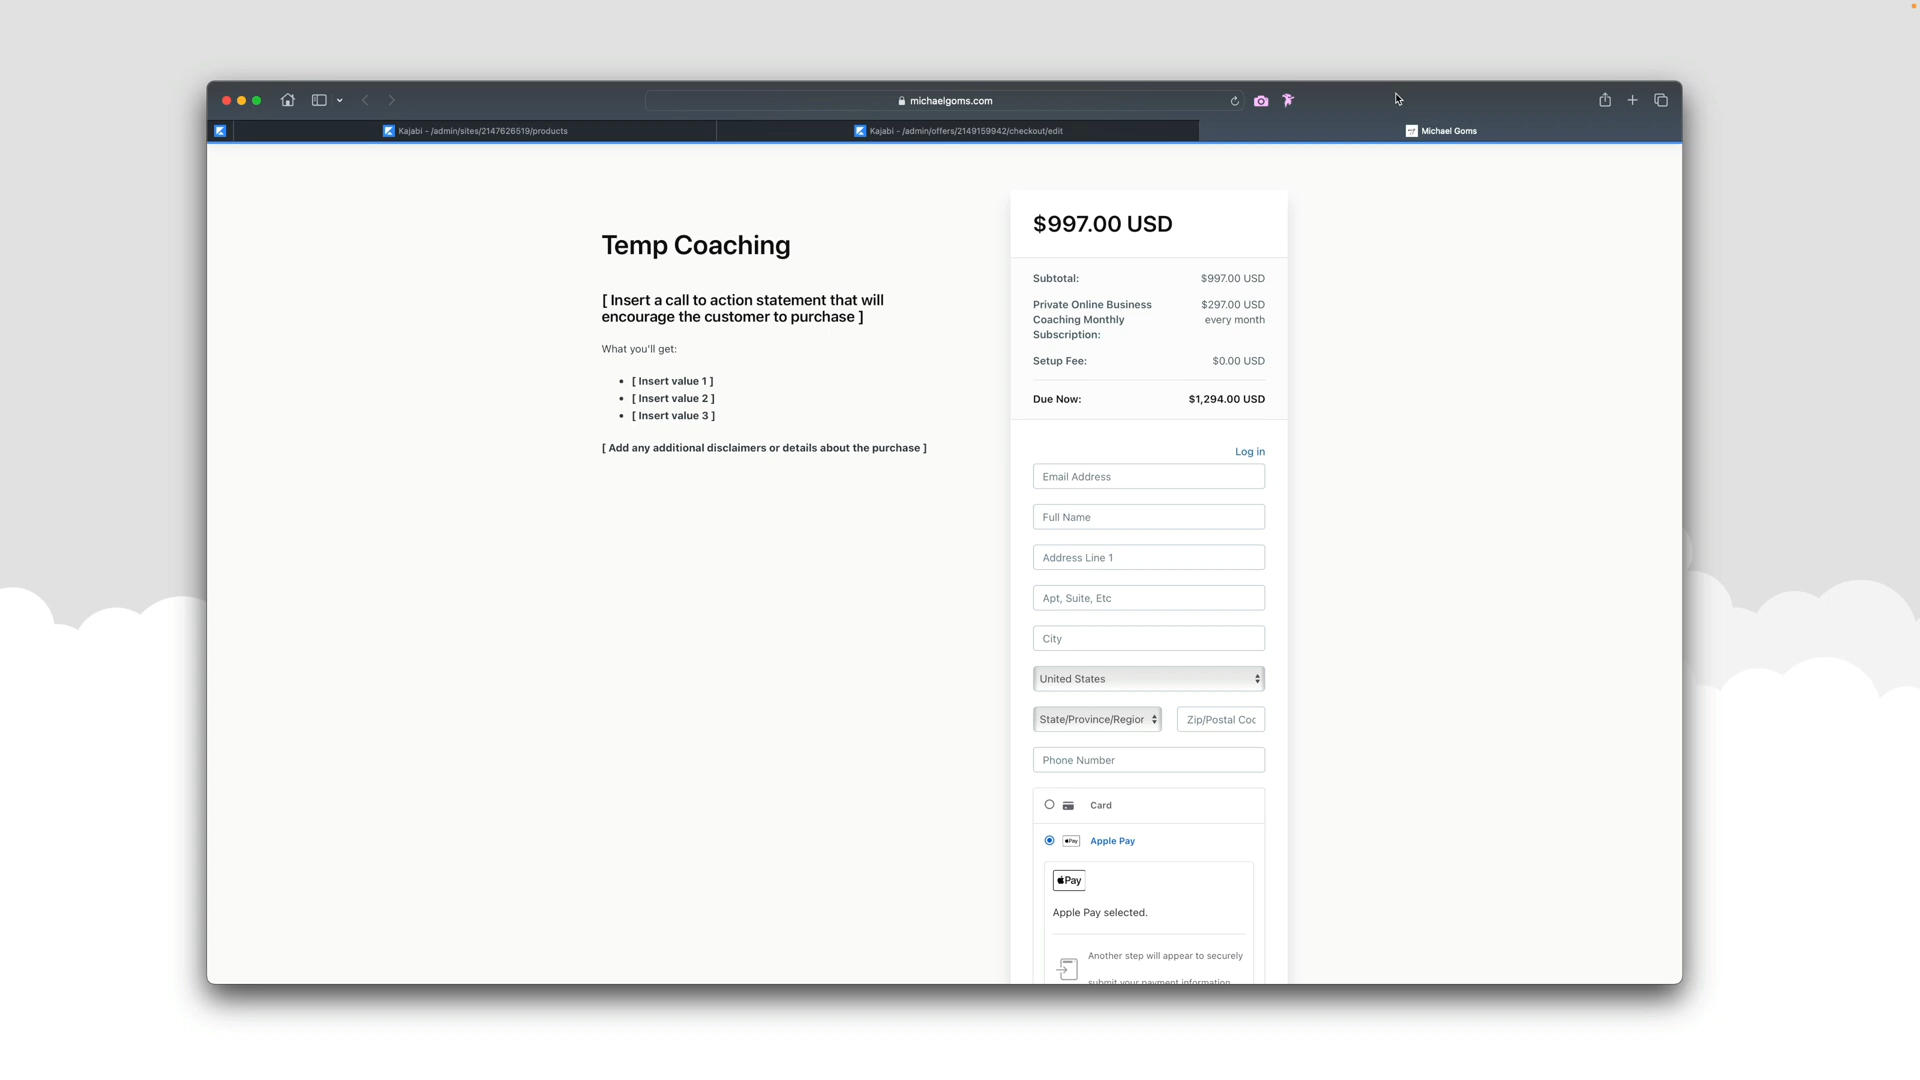 michaelgoms.com
Kajabi - /admin/sites/2147626519/products
Kajabi - /admin/offers/2149159942/checkout/edit
Michael Goms
Temp Coaching
[ Insert a call to action statement that will
encourage the customer to purchase ]
What you'll get:
• [ Insert value 1 ]
• [ Insert value 2 ]
• [ Insert value 3 ]
[ Add any additional disclaimers or details about the purchase ]
$997.00 USD
Subtotal: $997.00 USD
Private Online Business $297.00 USD
Coaching Monthly every month
Subscription:
Setup Fee: $0.00 USD
Due Now: $1,294.00 USD
Log in
Email Address
Full Name
Address Line 1
Apt, Suite, Etc
City
United States
State/Province/Region Zip/Postal Coc
Phone Number
Card
Pay Apple Pay
Pay
Apple Pay selected.
Another step will appear to securely
submit your payment information